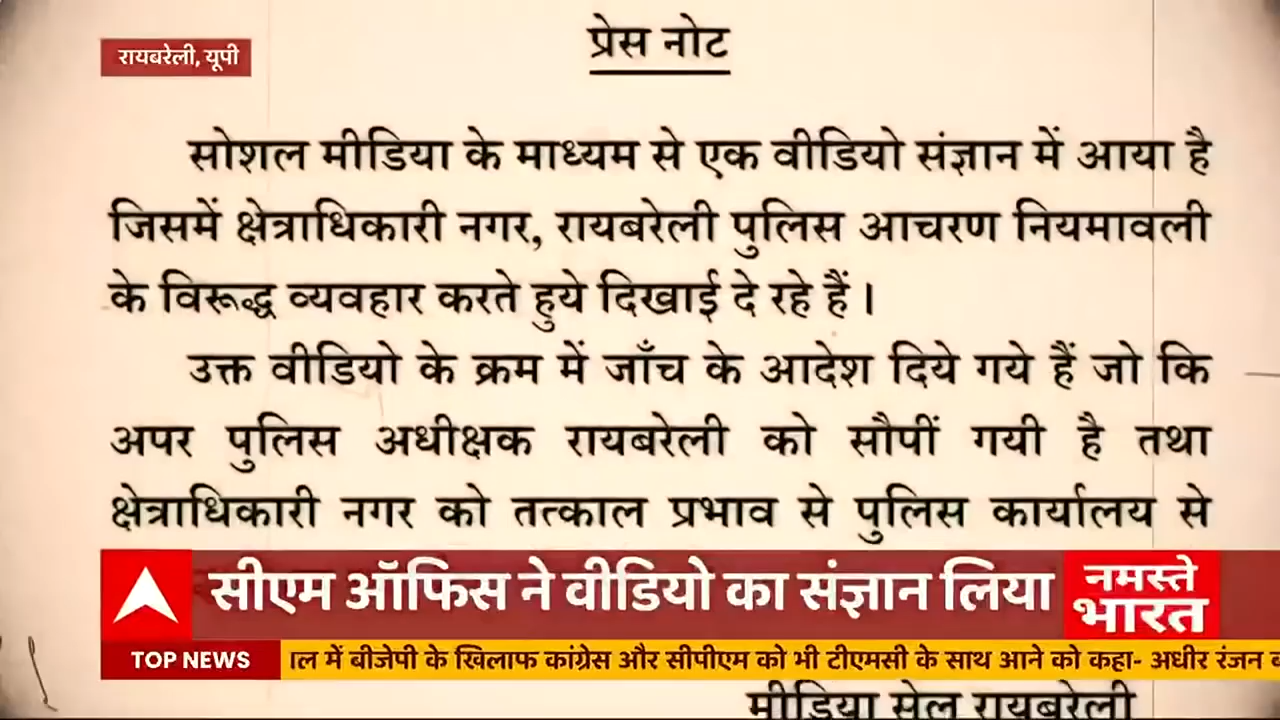 रायबरेली, यूपी
प्रेस नोट
सोशल मीडिया के माध्यम से एक वीडियो संज्ञान में आया है
जिसमें क्षेत्राधिकारी नगर, रायबरेली पुलिस आचरण नियमावली
के विरूद्ध व्यवहार करते हुये दिखाई दे रहे हैं।
उक्त वीडियो के क्रम में जाँच के आदेश दिये गये हैं जो कि
अपर पुलिस अधीक्षक रायबरेली को सौपीं गयी है तथा
क्षेत्राधिकारी नगर को तत्काल प्रभाव से पुलिस कार्यालय से
सीएम ऑफिस ने वीडियो का संज्ञान लिया
नमस्ते
भारत
TOP NEWS
में बीजेपी के खिलाफ कांग्रेस और सीपीएम को भी टीएमसी के साथ आने को कहा- अधीर रंजन
मीडिया सेल रायबरेली